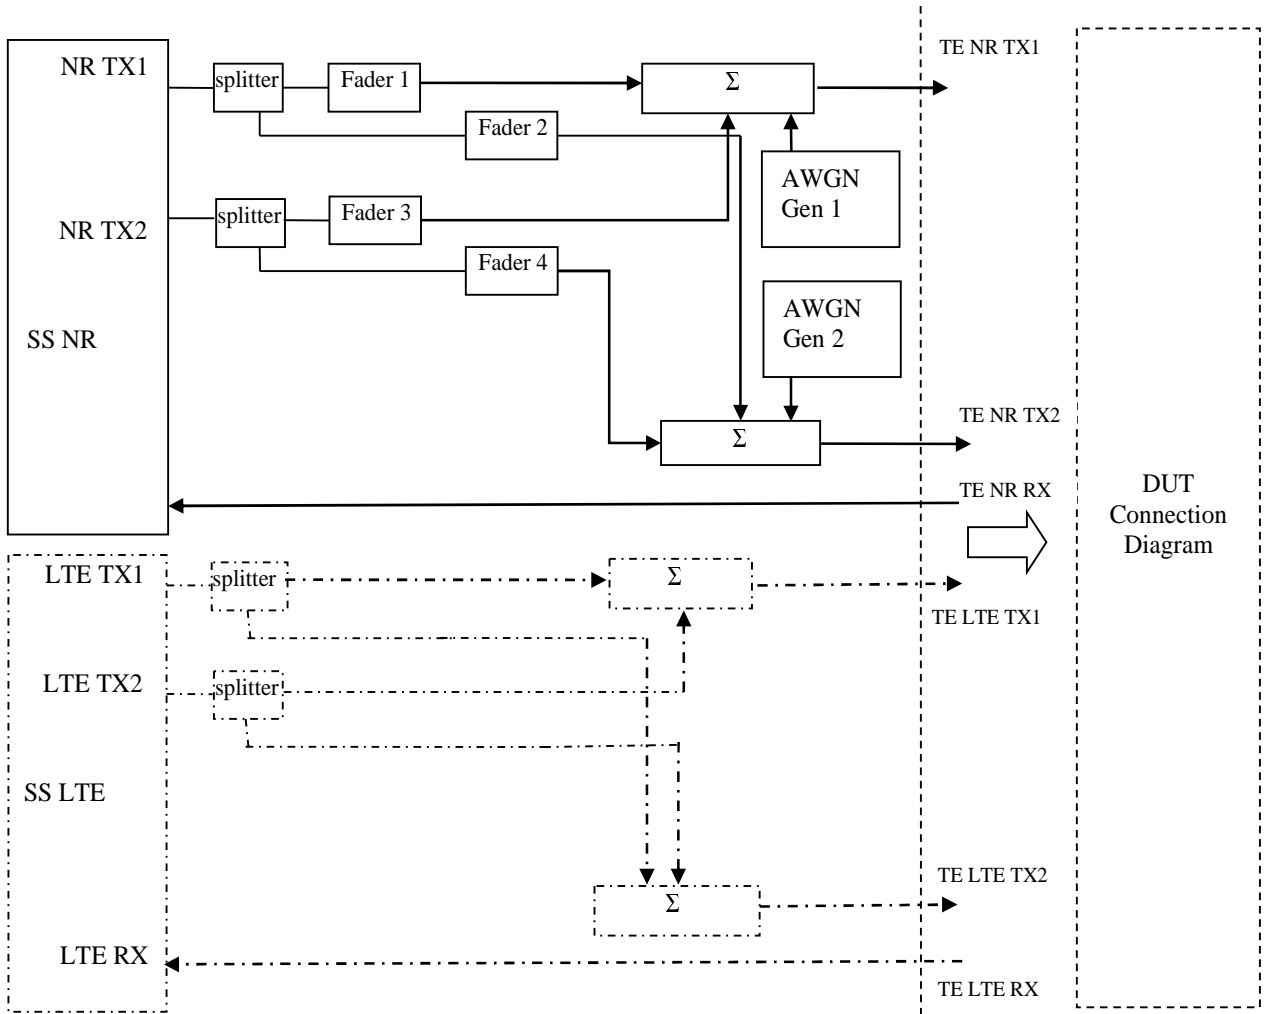 TE NR TX1
NR TX1
splitter
Fader 1
Σ
Fader 2
AWGN
Gen 1
NR TX2
splitter
Fader 3
Fader 4
AWGN
Gen 2
SS NR
TE NR TX2
Σ
TE NR RX
DUT
Connection
Diagram
LTE TX1
splitter
Σ
TE LTE TX1
LTE TX2
splitter
SS LTE
TE LTE TX2
Σ
LTE RX
TE LTE RX